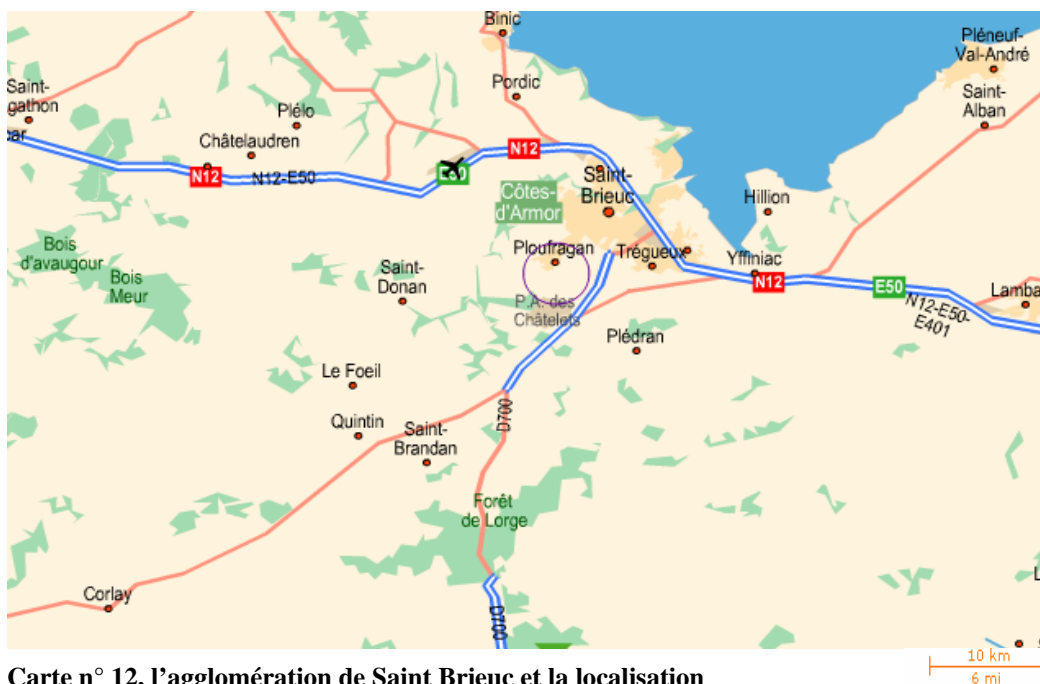 Binic
Pléneuf-
Val-André
Saint-
gathon
Pordic
Saint-
Alban
Plélo
car
Châtelaudren
N12
N12
N12-E50
E50
Saint-
Brieuc
Côtes-
d'Armor
Hillion
Bois
d'avaugour
Bois
Meur
Ploufragan
Trégueux
Yffiniac
Saint-
Donan
N12
E50
Lamba
N12-E50-
E401
P.A. des
Châtelets
Plédran
Le Foeil
D700
Quintin
Saint-
Brandan
Forêt
de Lorge
Corlay
D700
L
10 km
6 mi
Carte n° 12, l'agglomération de Saint Brieuc et la localisation